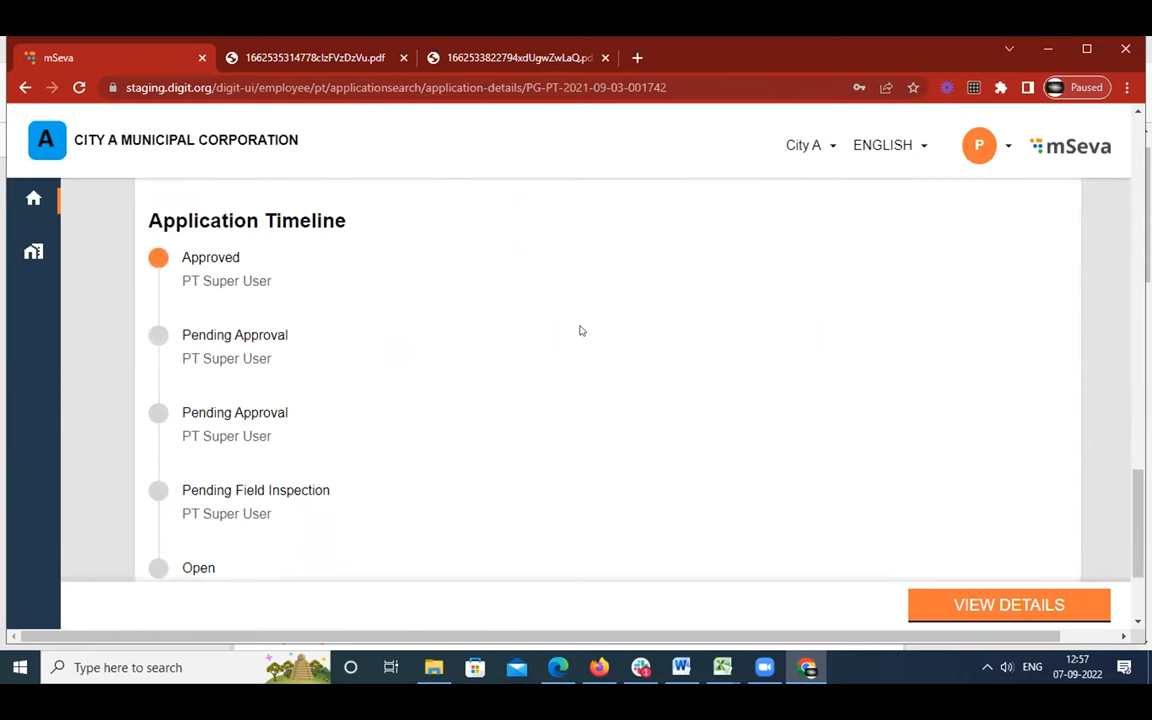 mSeva
1662535314778clzFVzDzVu.pdf
1662533822794xdUgwZwLaQ.pd
staging.digit.org/digit-ui/employee/pt/applicationsearch/application-details/PG-PT-2021-09-03-001742
Paused
A
CITY A MUNICIPAL CORPORATION
City A
ENGLISH
P
mSeva
Application Timeline
Approved
PT Super User
Pending Approval
PT Super User
Pending Approval
PT Super User
Pending Field Inspection
PT Super User
Open
VIEW DETAILS
Type here to search
ENG
12:57
07-09-2022